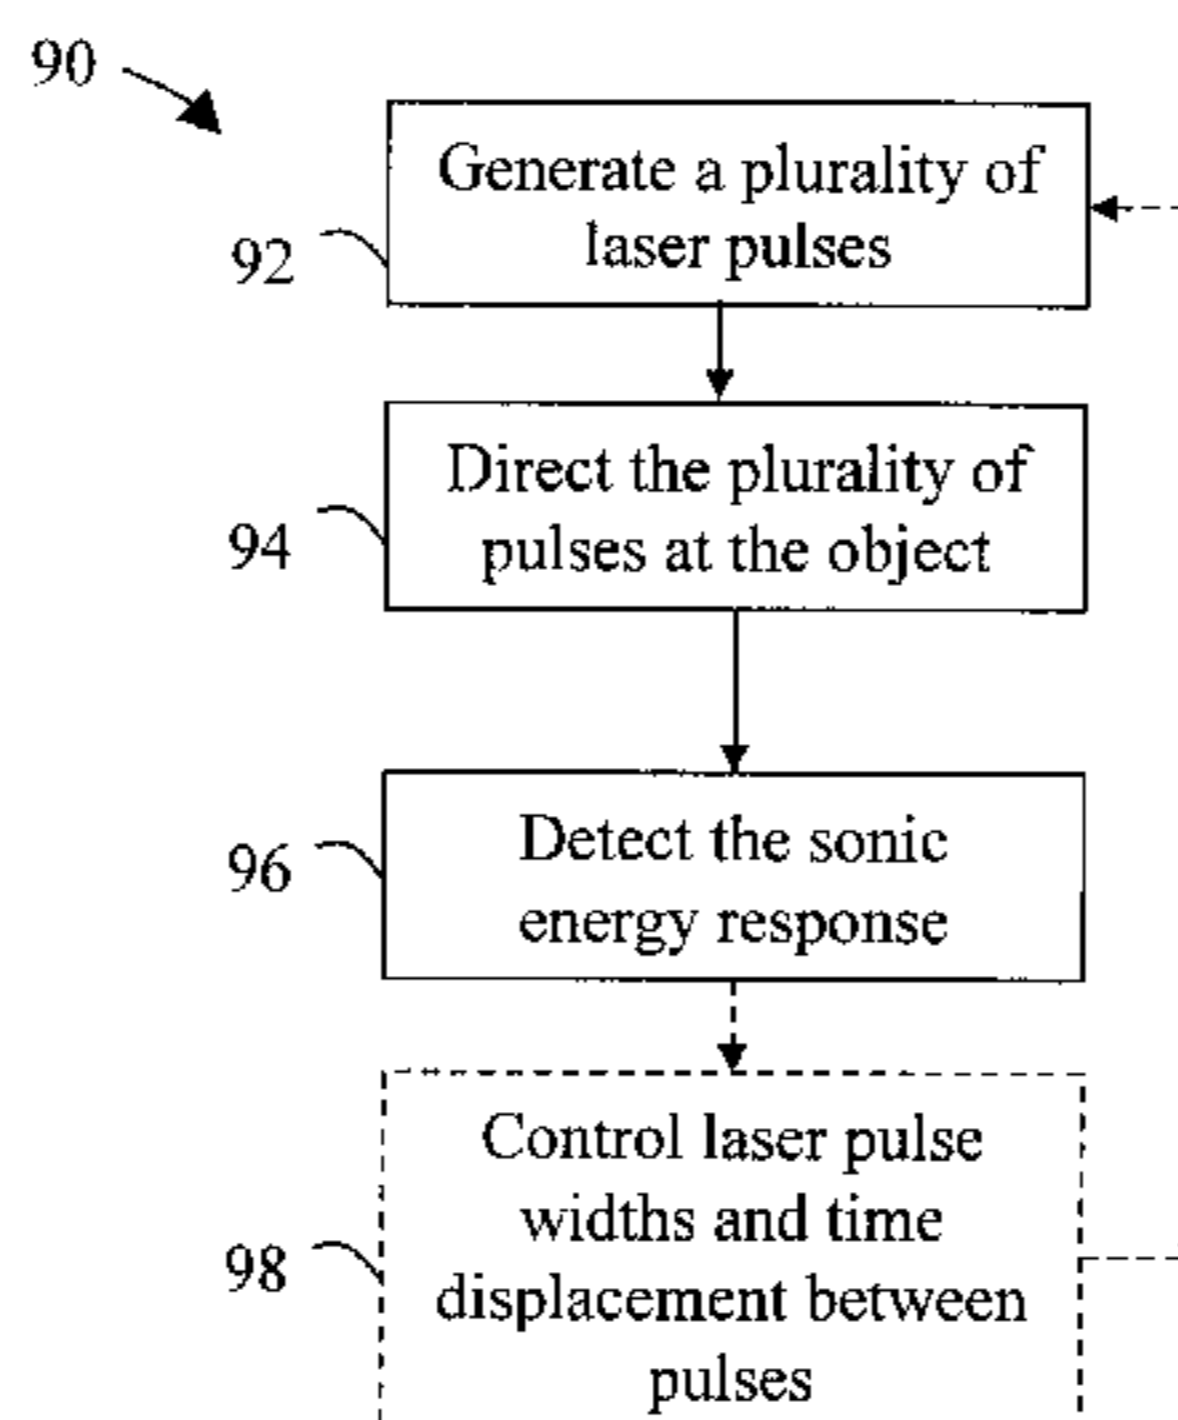 90
Generate a plurality of
laser pulses
92
Direct the plurality of
pulses at the object
94
Detect the sonic
energy response
96
Control laser pulse
widths and time
displacement between
pulses
98